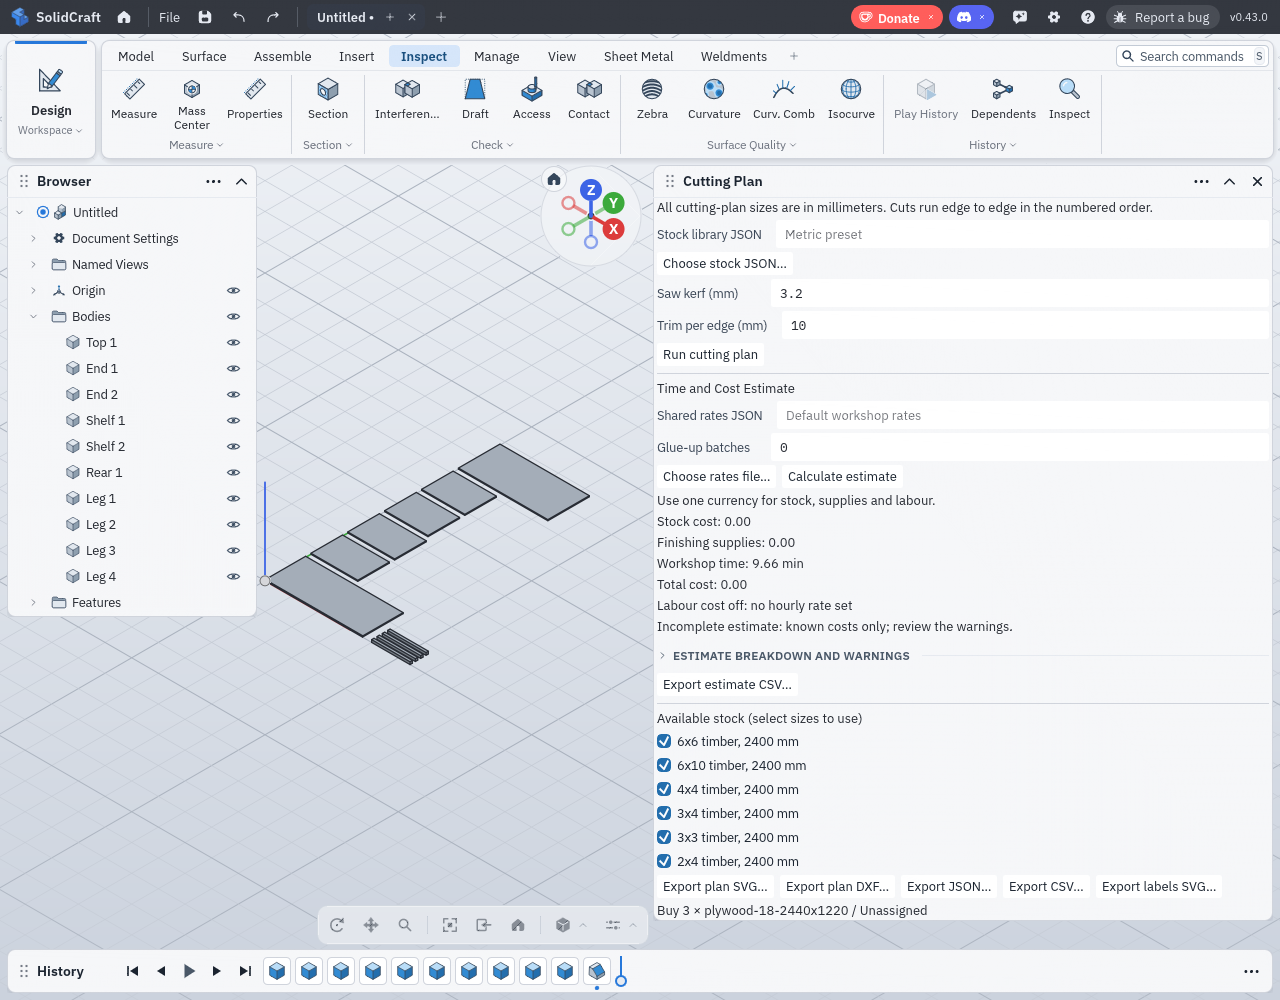 SolidCraft
File
Untitled •
Donate
Report a bug
v0.43.0
Design
Workspace
Model
Surface
Assemble
Insert
Inspect
Manage
View
Sheet Metal
Weldments
Search commands
S
Measure
Mass Center
Properties
Measure
Section
Section
Interferen...
Draft
Access
Contact
Check
Zebra
Curvature
Curv. Comb
Isocurve
Surface Quality
Play History
Dependents
Inspect
History
Browser
Untitled
Document Settings
Named Views
Origin
Bodies
Top 1
End 1
End 2
Shelf 1
Shelf 2
Rear 1
Leg 1
Leg 2
Leg 3
Leg 4
Features
Z
Y
X
Cutting Plan
All cutting-plan sizes are in millimeters. Cuts run edge to edge in the numbered order.
Stock library JSON
Metric preset
Choose stock JSON...
Saw kerf (mm)
3.2
Trim per edge (mm)
10
Run cutting plan
Time and Cost Estimate
Shared rates JSON
Default workshop rates
Glue-up batches
0
Choose rates file...
Calculate estimate
Use one currency for stock, supplies and labour.
Stock cost: 0.00
Finishing supplies: 0.00
Workshop time: 9.66 min
Total cost: 0.00
Labour cost off: no hourly rate set
Incomplete estimate: known costs only; review the warnings.
ESTIMATE BREAKDOWN AND WARNINGS
Export estimate CSV...
Available stock (select sizes to use)
6x6 timber, 2400 mm
6x10 timber, 2400 mm
4x4 timber, 2400 mm
3x4 timber, 2400 mm
3x3 timber, 2400 mm
2x4 timber, 2400 mm
Export plan SVG...
Export plan DXF...
Export JSON...
Export CSV...
Export labels SVG...
Buy 3 × plywood-18-2440x1220 / Unassigned
History